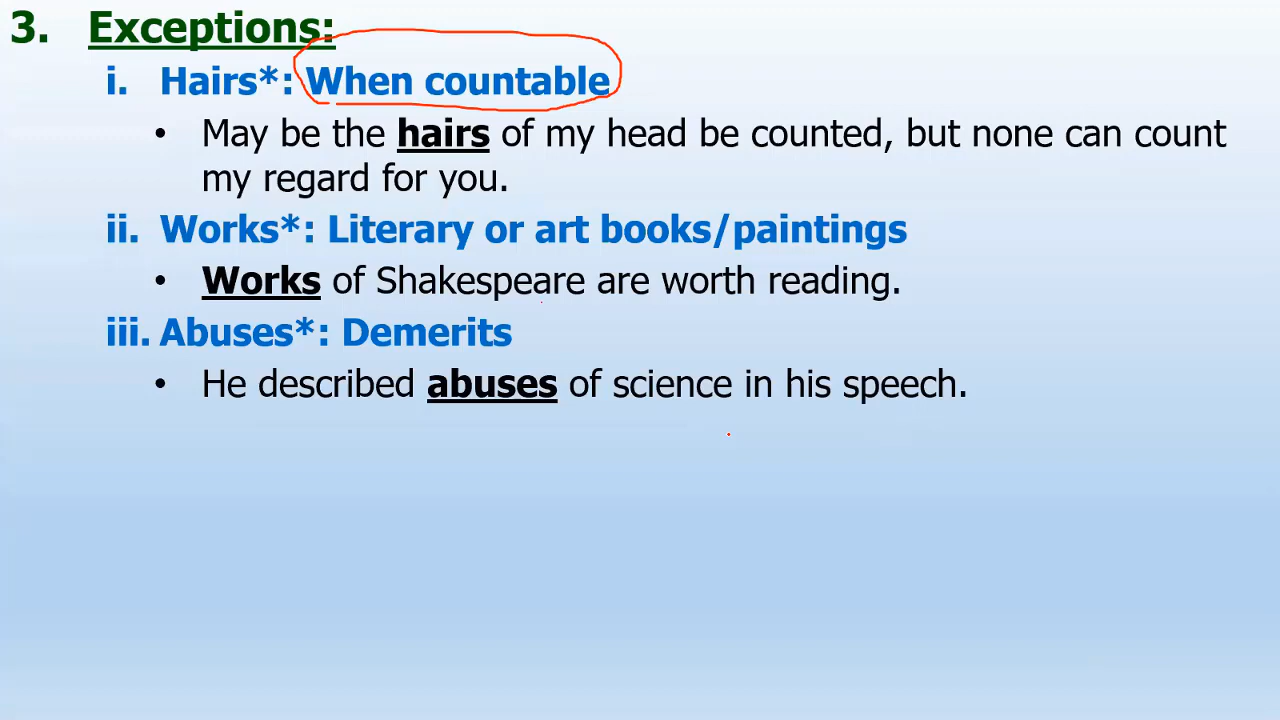 3. Exceptions:
i. Hairs*: When countable
• May be the hairs of my head be counted, but none can count
my regard for you.
ii. Works*: Literary or art books/paintings
• Works of Shakespeare are worth reading.
iii. Abuses*: Demerits
• He described abuses of science in his speech.